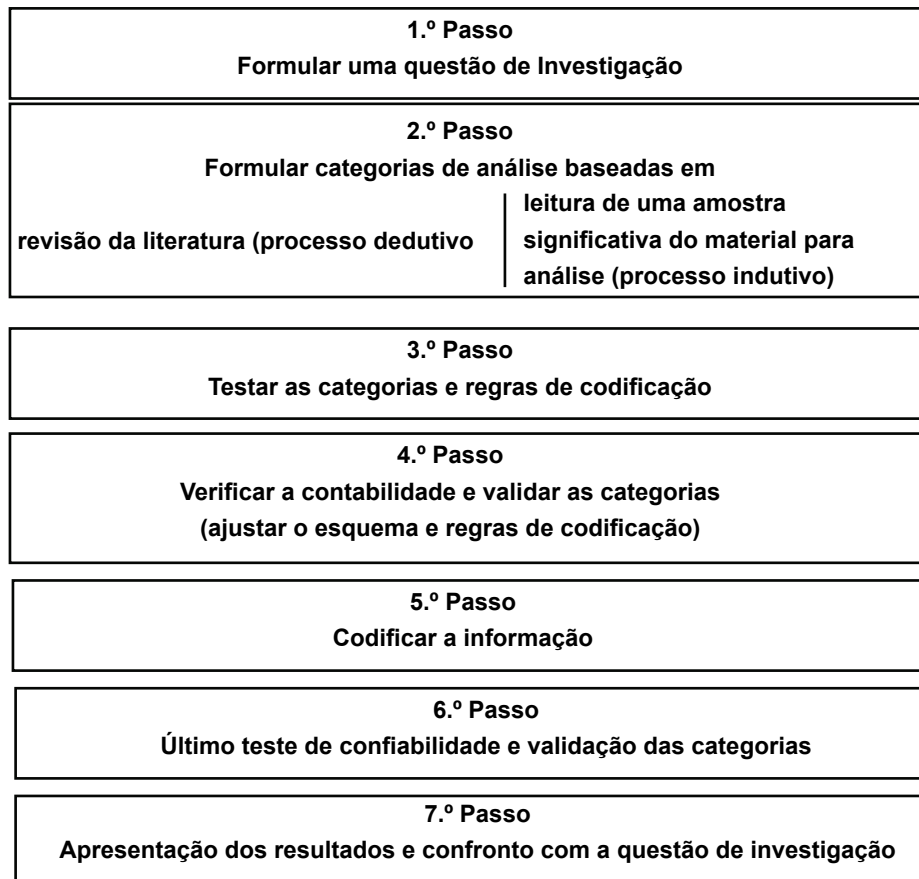 1.º Passo
Formular uma questão de Investigação
2.º Passo
Formular categorias de análise baseadas em
revisão da literatura (processo dedutivo
leitura de uma amostra
significativa do material para
análise (processo indutivo)
3.º Passo
Testar as categorias e regras de codificação
4.º Passo
Verificar a contabilidade e validar as categorias
(ajustar o esquema e regras de codificação)
5.º Passo
Codificar a informação
6.º Passo
Último teste de confiabilidade e validação das categorias
7.º Passo
Apresentação dos resultados e confronto com a questão de investigação